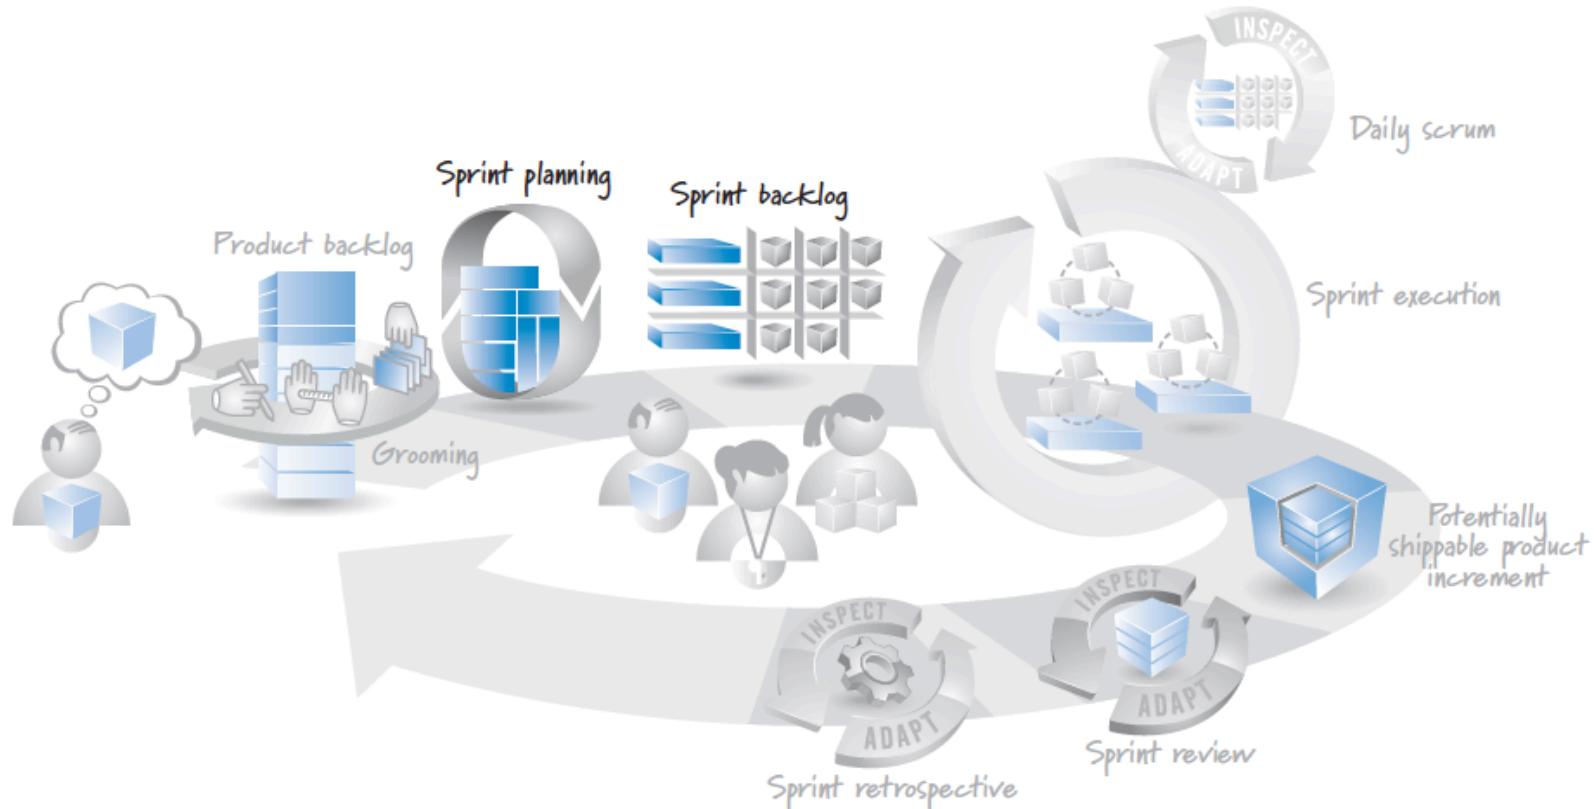 INSPECT
ADAPT
Daily scrum
Sprint planning
Sprint backlog
Product backlog
Sprint execution
Grooming
Potentially
shippable product
increment
INSPECT
ADAPT
Sprint review
INSPECT
ADAPT
Sprint retrospective